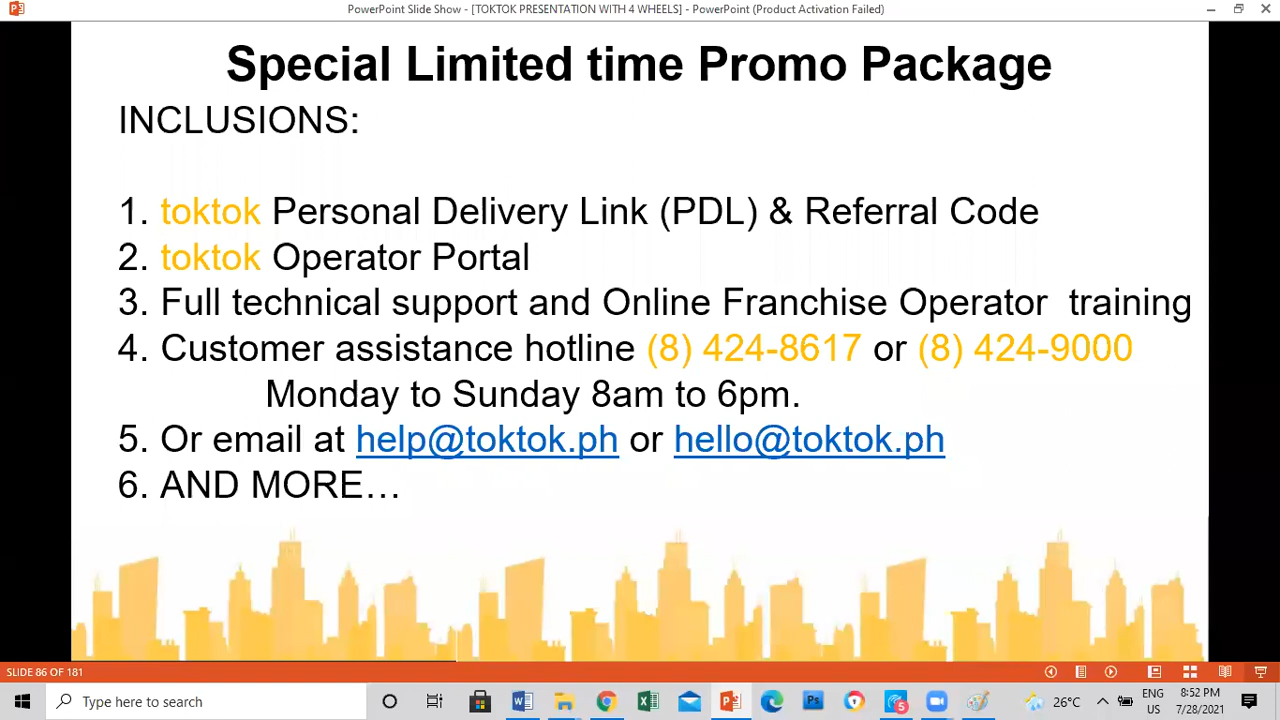 PowerPoint Slide Show - [TOKTOK PRESENTATION WITH 4 WHEELS] - PowerPoint (Product Activation Failed)
Special Limited time Promo Package
INCLUSIONS:
1. toktok Personal Delivery Link (PDL) & Referral Code
2. toktok Operator Portal
3. Full technical support and Online Franchise Operator  training
4. Customer assistance hotline (8) 424-8617 or (8) 424-9000
Monday to Sunday 8am to 6pm.
5. Or email at help@toktok.ph or hello@toktok.ph
6. AND MORE…
SLIDE 86 OF 181
Type here to search
5
26°C
ENG
US
8:52 PM
7/28/2021